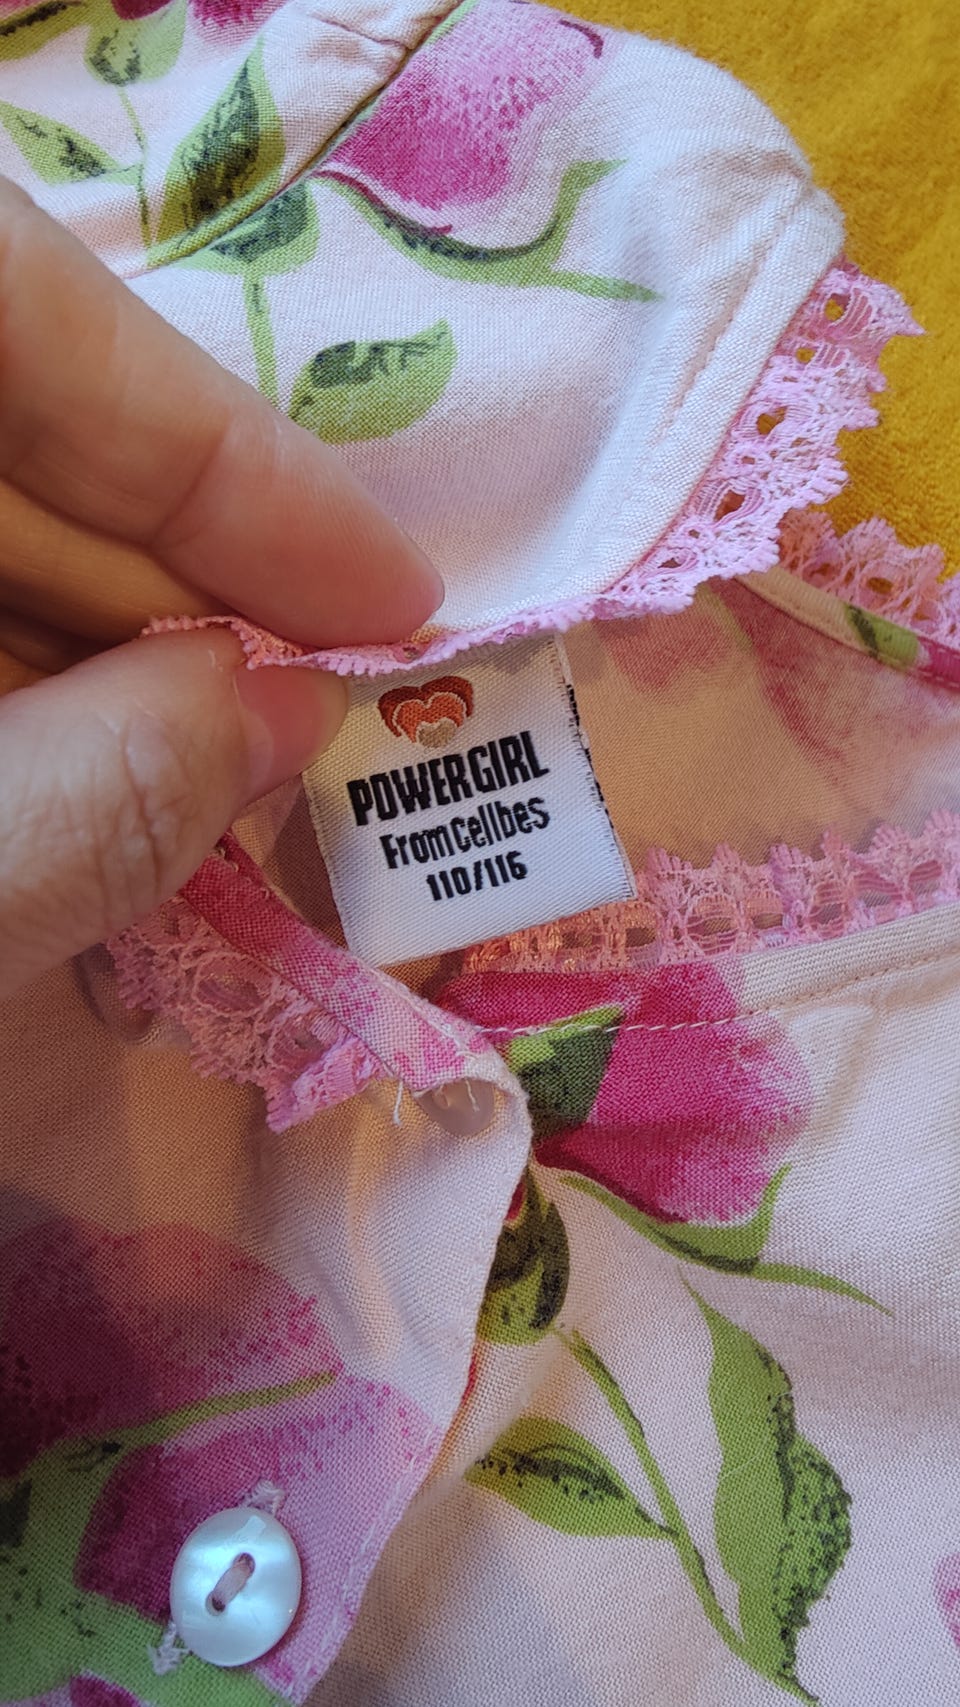 POWERGIRL
From Cellbes
110/116